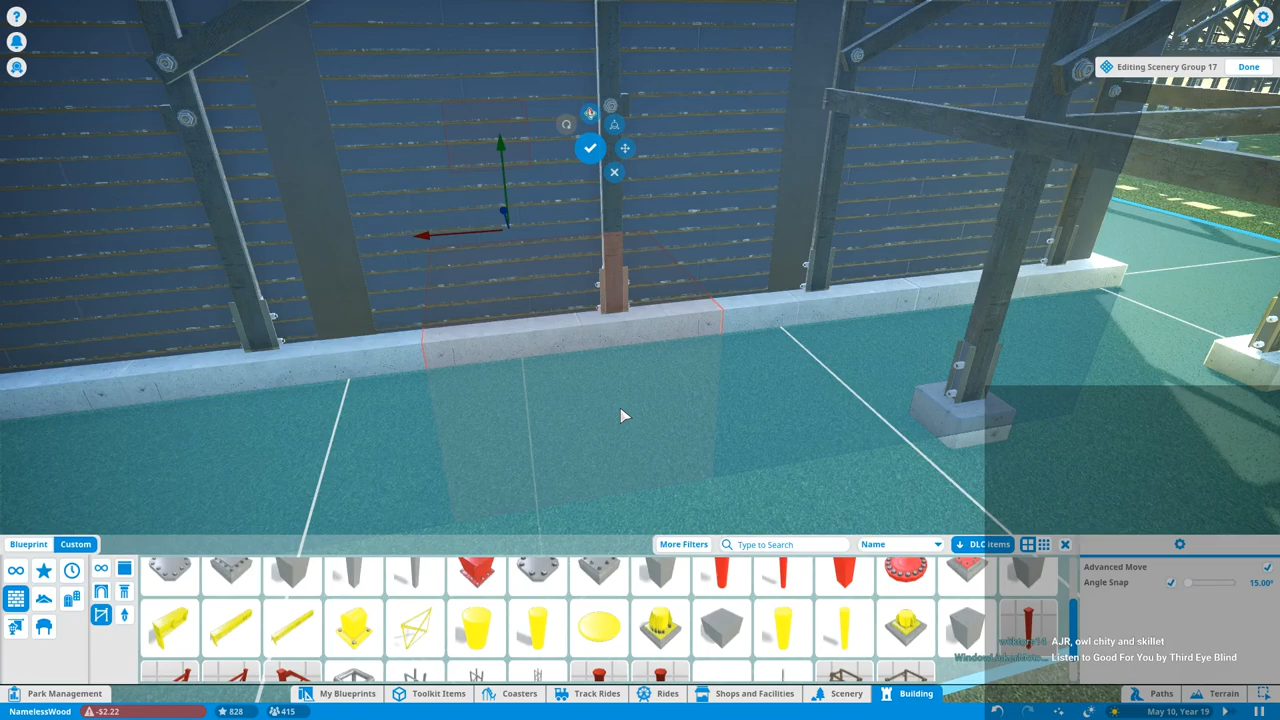 ?
Editing Scenery Group 17
Done
Blueprint
Custom
More Filters
Type to Search
Name
DLC items
Advanced Move
Angle Snap
15.00°
AJR, owl chity and skillet
Listen to Good For You by Third Eye Blind
Park Management
My Blueprints
Toolkit Items
Coasters
Track Rides
Rides
Shops and Facilities
Scenery
Building
Paths
Terrain
NamelessWood
-$2.22
828
415
May 10, Year 19